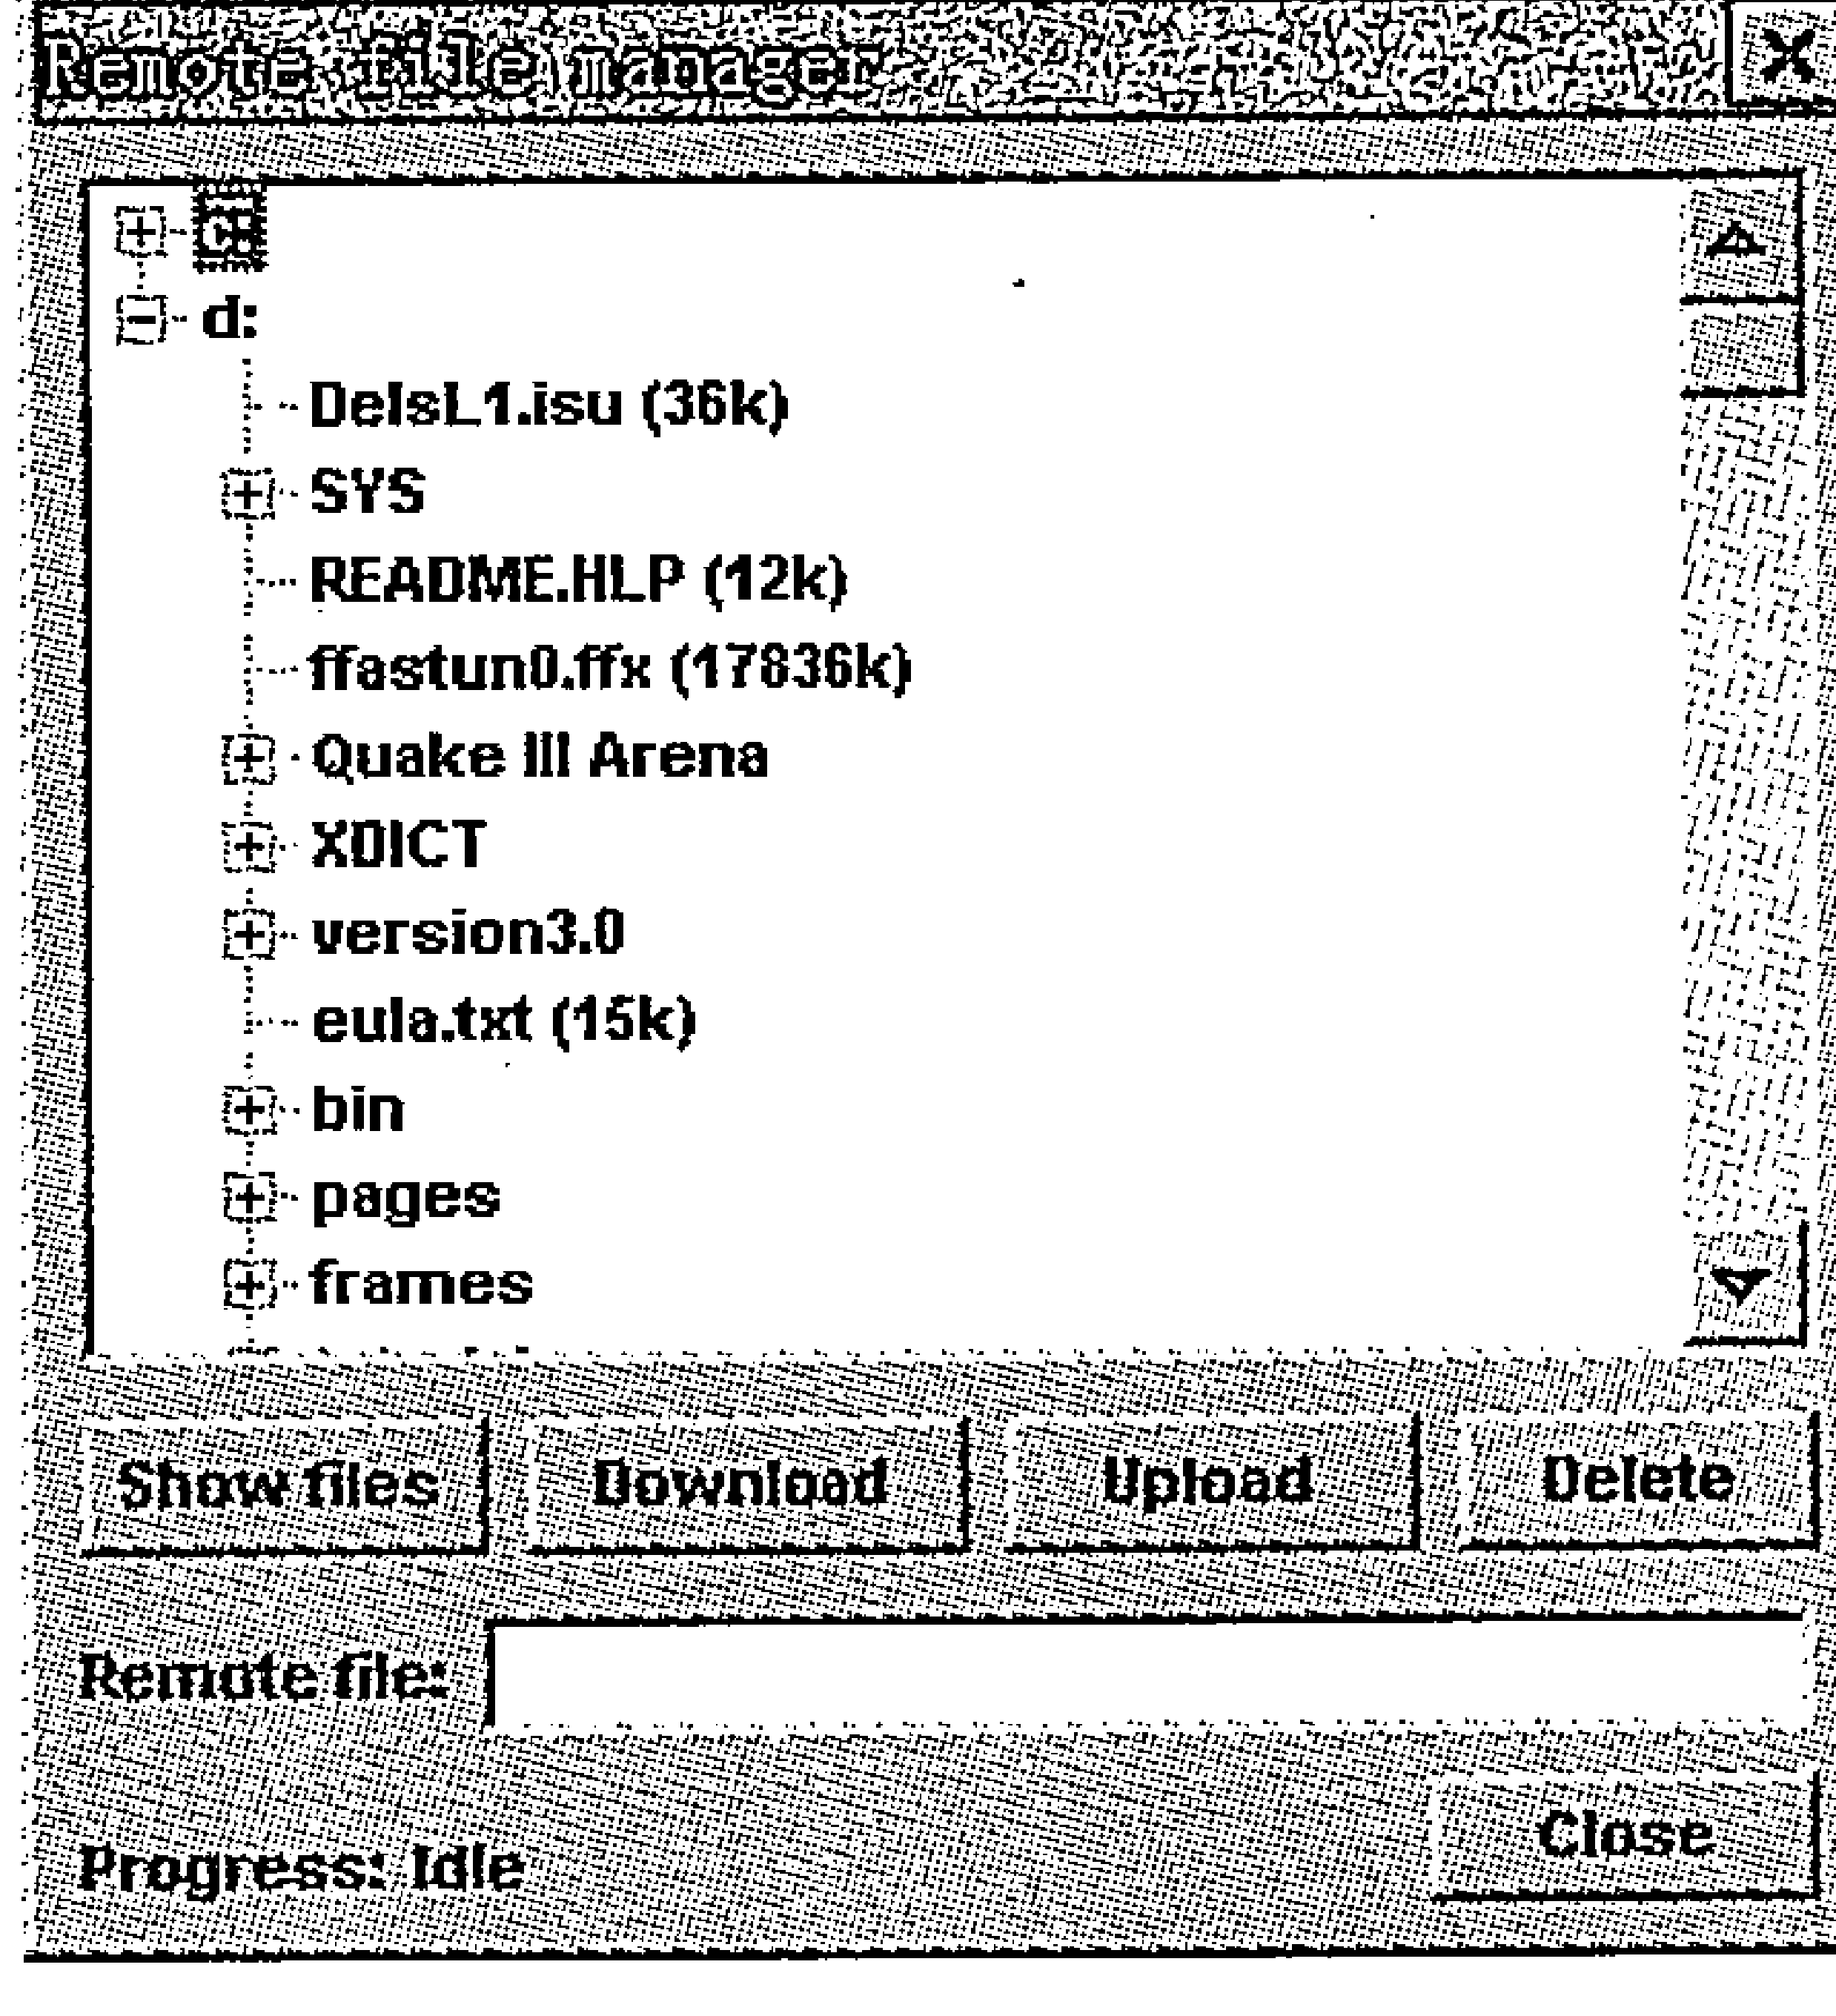 Remote file manager
c:
d:
DelsL1.isu (36k)
SYS
README.HLP (12k)
ffastun0.ffx (17836k)
Quake III Arena
XDICT
version3.0
eula.txt (15k)
bin
pages
frames
Show files Download Upload Delete
Remote file:
Close
Progress: Idle